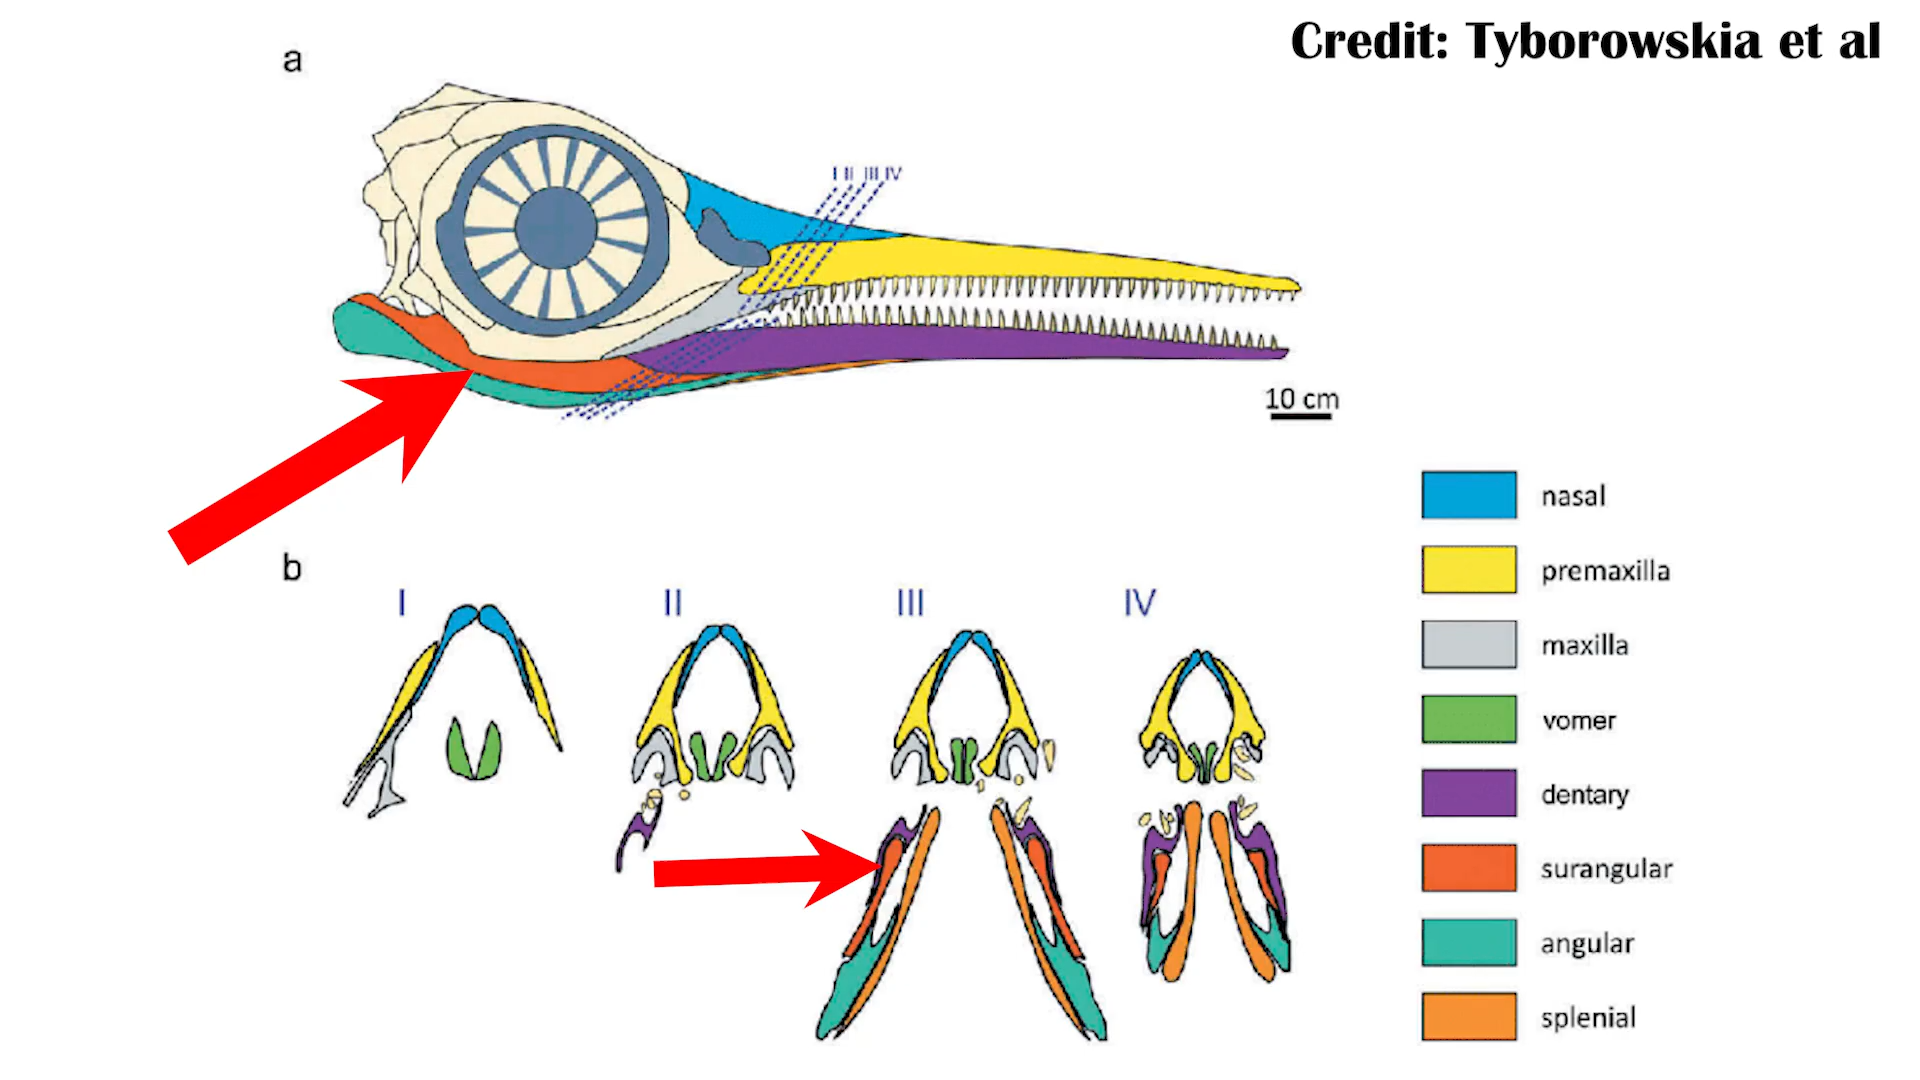 Credit: Tyborowskia et al
a
I II III IV
10 cm
b
I II III IV
nasal
premaxilla
maxilla
vomer
dentary
surangular
angular
splenial